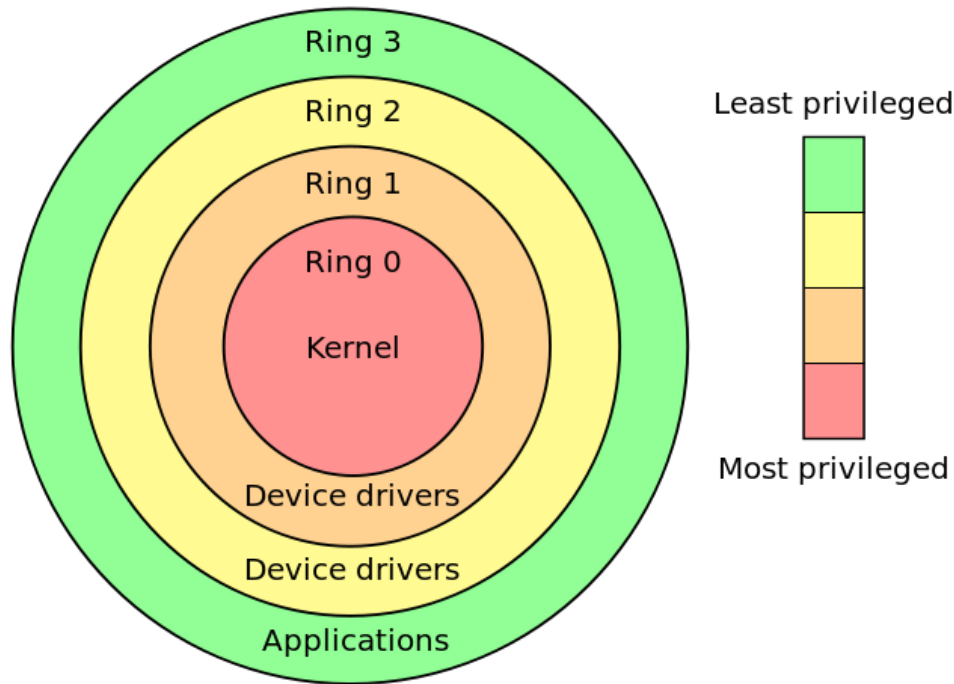 Ring 3
Ring 2
Ring 1
Ring 0
Kernel
Device drivers
Device drivers
Applications
Least privileged
Most privileged